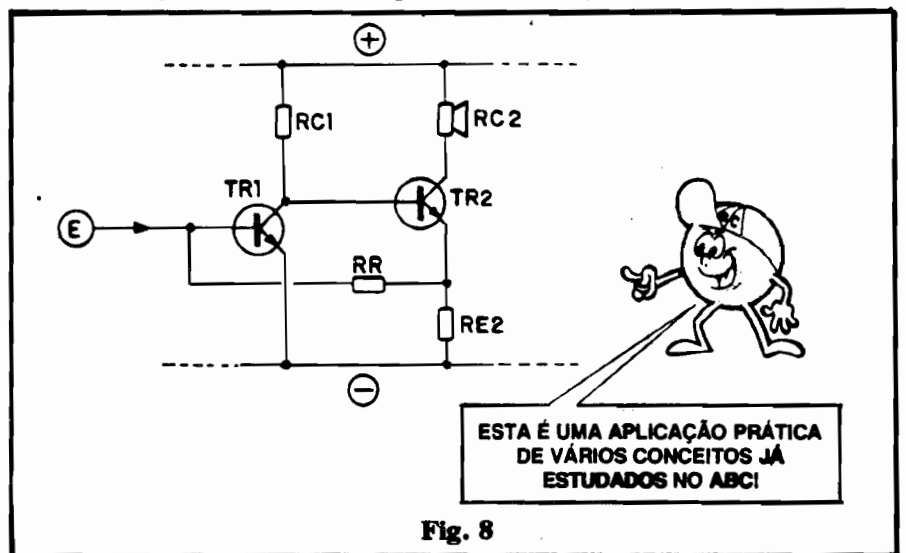 +
RC1
RC2
TR1
TR2
E
RR
RE2
−
ESTA É UMA APLICAÇÃO PRÁTICA
DE VÁRIOS CONCEITOS JÁ
ESTUDADOS NO ABC!
Fig. 8